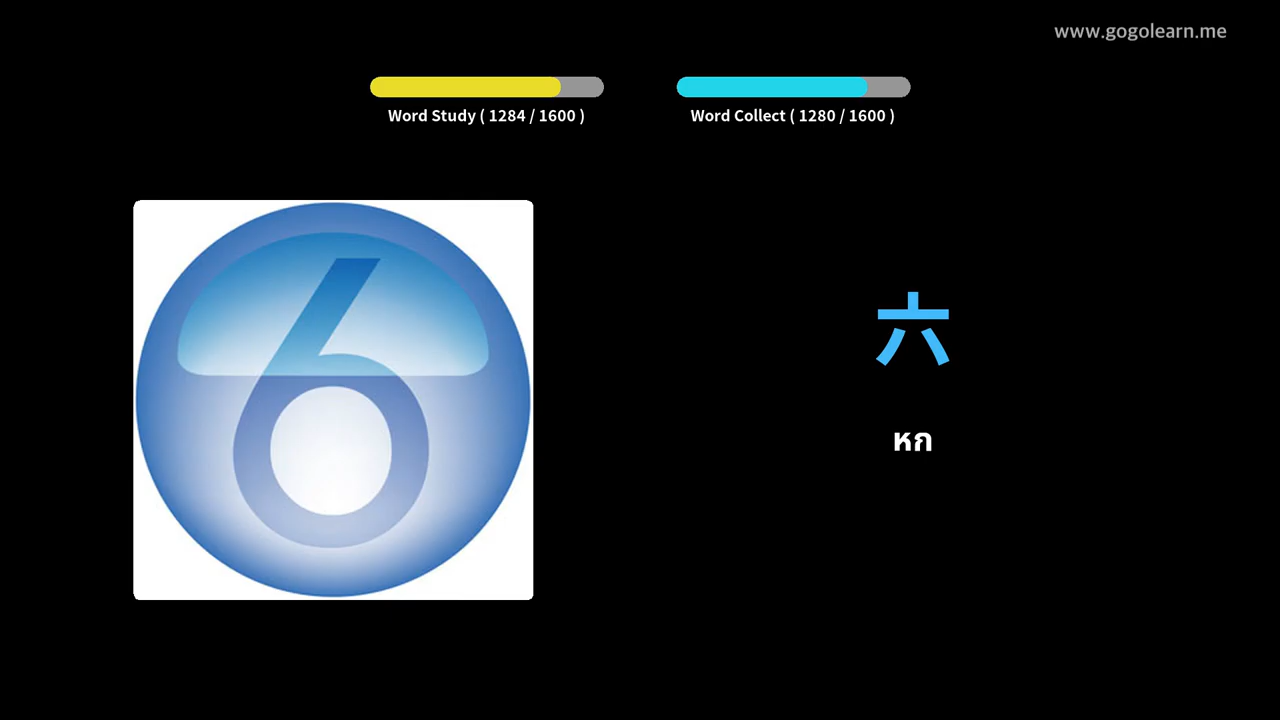 www.gogolearn.me
Word Study ( 1284 / 1600 )
Word Collect ( 1280 / 1600 )
6
六
หก